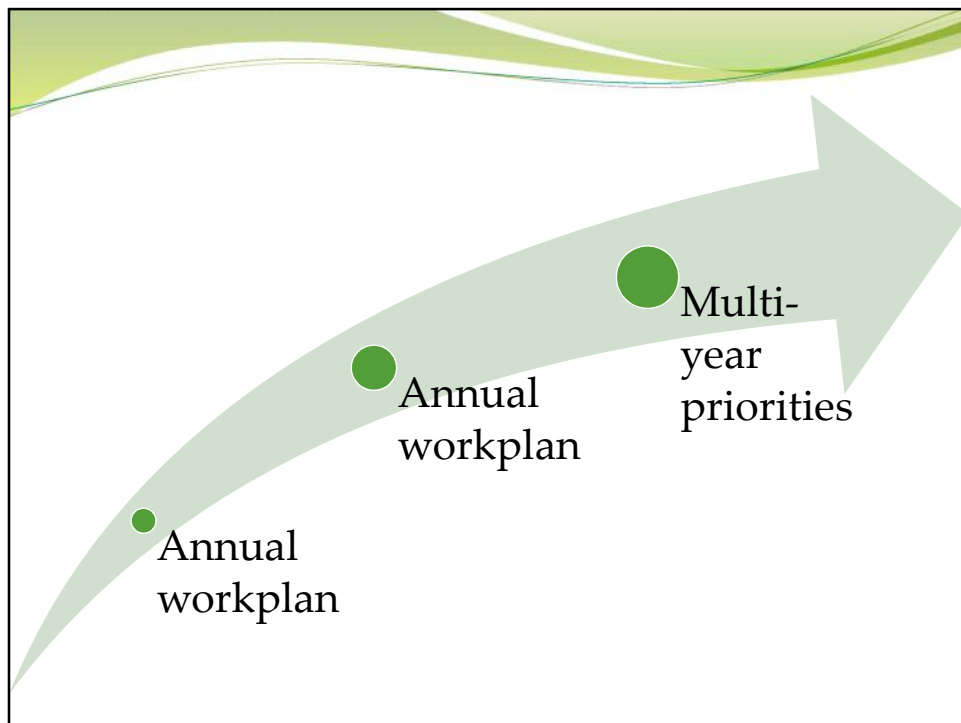 Multi-
year
priorities
Annual
workplan
Annual
workplan